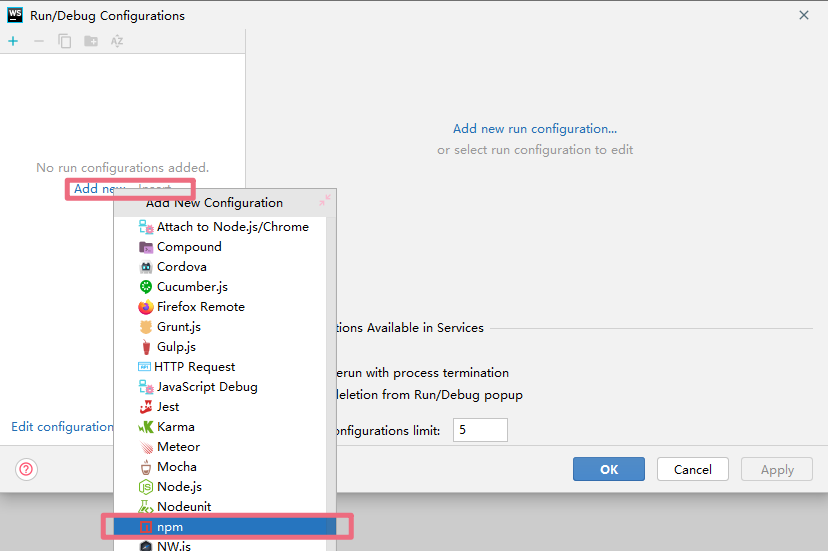 WS Run/Debug Configurations
Add new run configuration...
or select run configuration to edit
No run configurations added.
Add new... Insert
Add New Configuration
Attach to Node.js/Chrome
Compound
Cordova
Cucumber.js
Firefox Remote
Grunt.js
tions Available in Services
Gulp.js
HTTP Request
erun with process termination
JavaScript Debug
deletion from Run/Debug popup
Jest
Edit configuration
Karma
onfigurations limit: 5
Meteor
Mocha
OK
Cancel
Apply
Node.js
Nodeunit
npm
NW.js